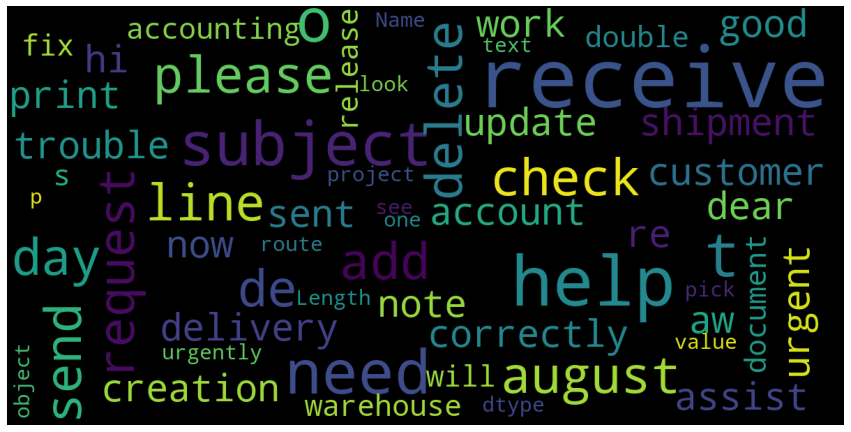 accounting o release Name work good
fix hi text double
please look delete receive
print
trouble subject update shipment
s project check customer
p request line sent see one account dear
day now route add re t
de Length help pick document urgent
send delivery note correctly aw
urgently need value
object creation will august assist
warehouse dtype